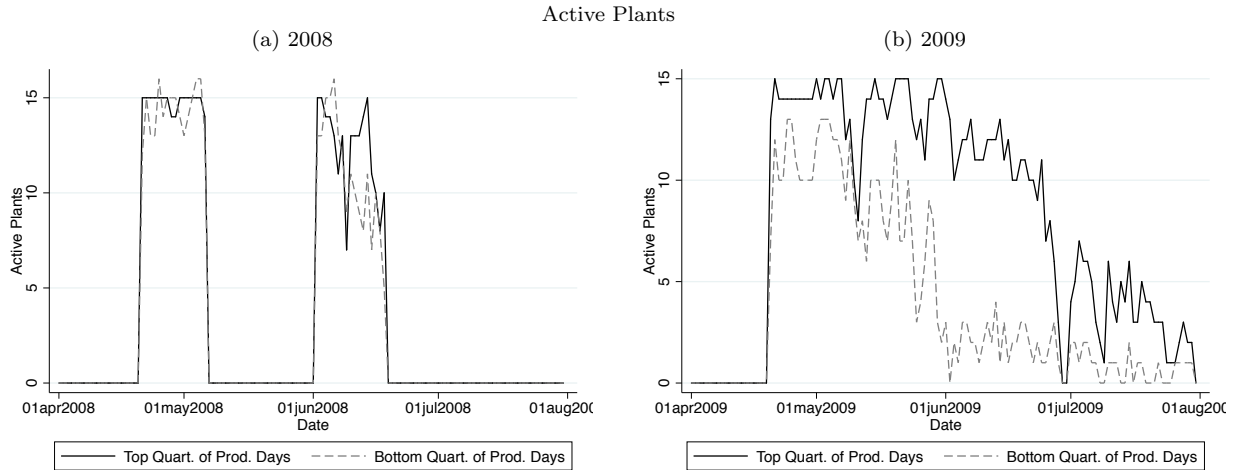 Active Plants
(a) 2008
(b) 2009
Active Plants
15
10
5
0
01apr2008 01may2008 01jun2008 01jul2008 01aug200
Date
Top Quart. of Prod. Days Bottom Quart. of Prod. Days
Active Plants
15
10
5
0
01apr2009 01may2009 01jun2009 01jul2009 01aug200
Date
Top Quart. of Prod. Days Bottom Quart. of Prod. Days